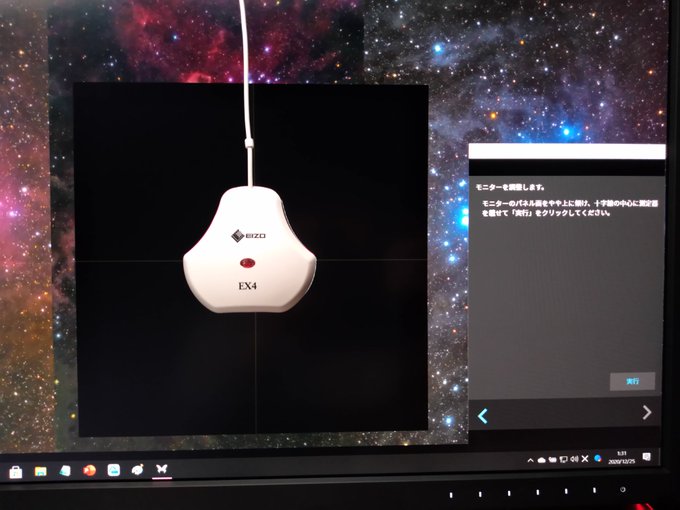 EIZO
EX4
モニターを調整します。
モニターのパネル面をやや上に傾け、十字線の中心に測定器
を載せて「実行」をクリックしてください。
実行
1:31
2020/12/25